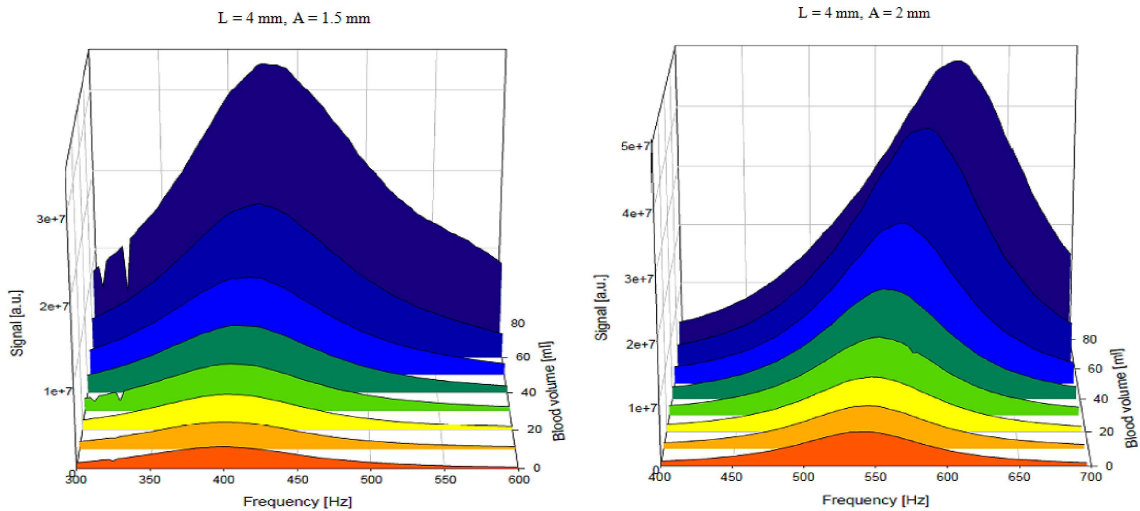 L = 4 mm, A = 1.5 mm
3e+7
2e+7
1e+7
0
Signal [a.u.]
300 350 400 450 500 550 600
Frequency [Hz]
80
60
40
20
0
Blood volume [ml]
L = 4 mm, A = 2 mm
5e+7
4e+7
3e+7
2e+7
1e+7
0
Signal [a.u.]
400 450 500 550 600 650 700
Frequency [Hz]
80
60
40
20
0
Blood volume [ml]